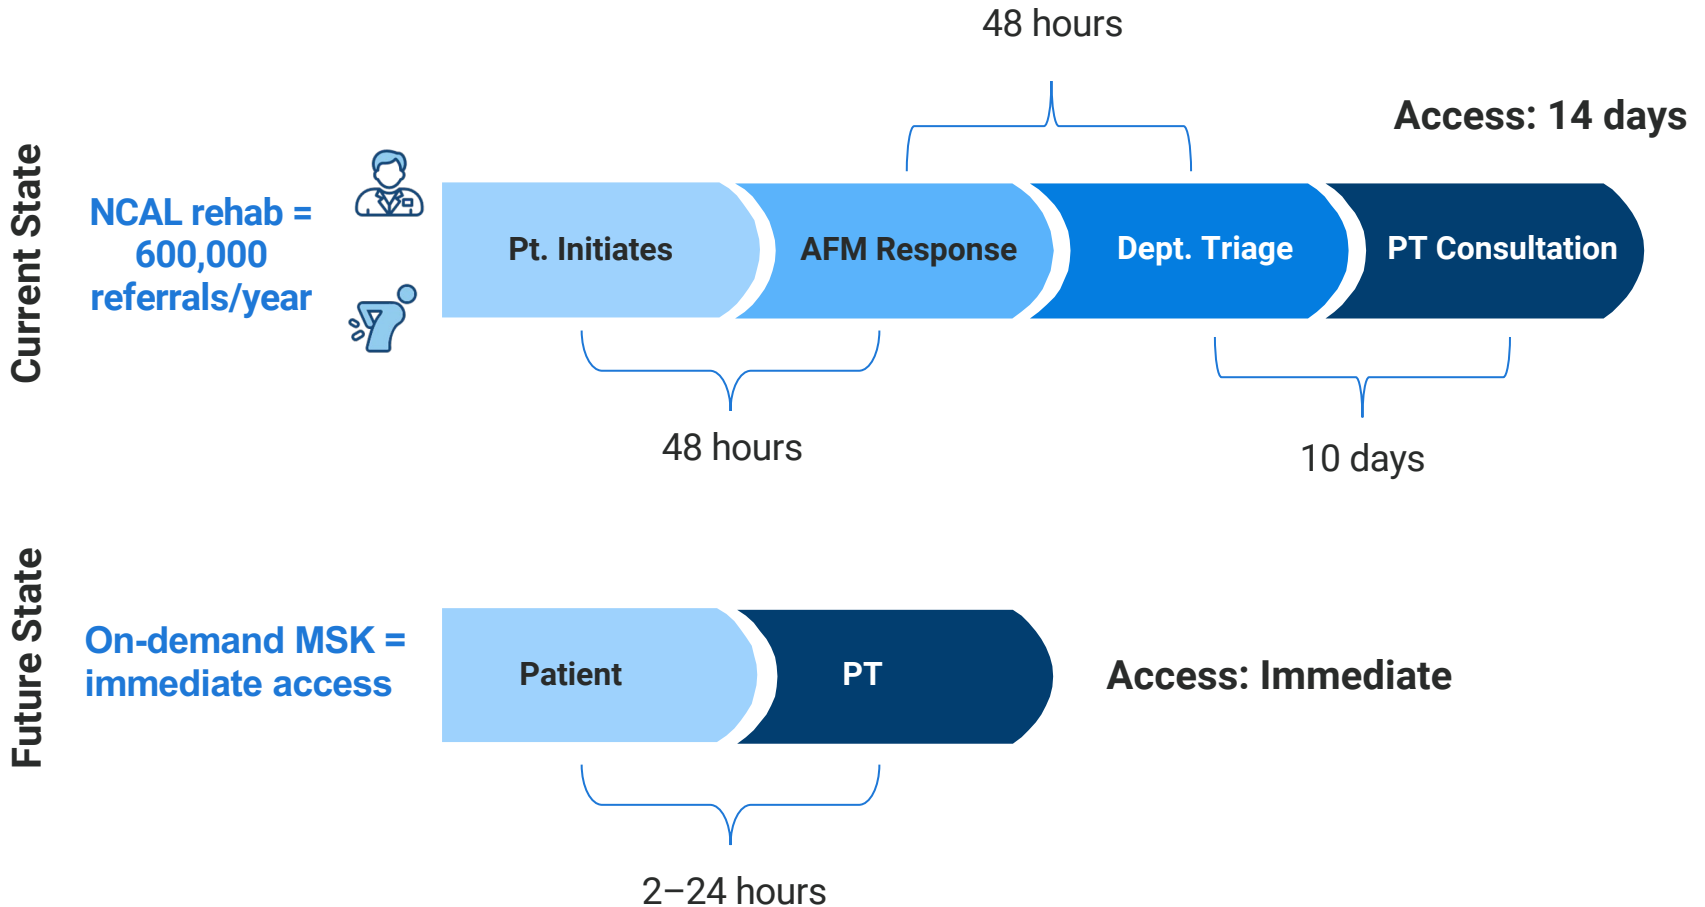 48 hours
Access: 14 days
Current State
NCAL rehab =
600,000
referrals/year
Pt. Initiates
AFM Response
Dept. Triage
PT Consultation
48 hours
10 days
Future State
On-demand MSK =
immediate access
Patient
PT
Access: Immediate
2–24 hours